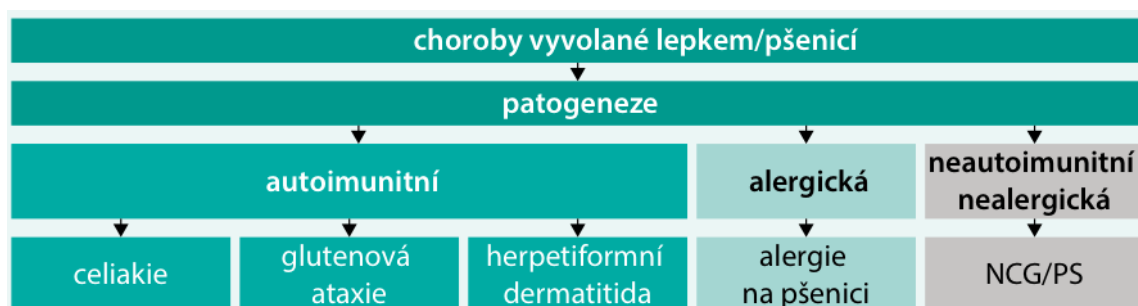 choroby vyvolané lepkem/pšenicí
patogeneze
autoimunitní
alergická
neautoimunitní
nealergická
celiakie
glutenová
ataxie
herpetiformní
dermatitida
alergie
na pšenici
NCG/PS